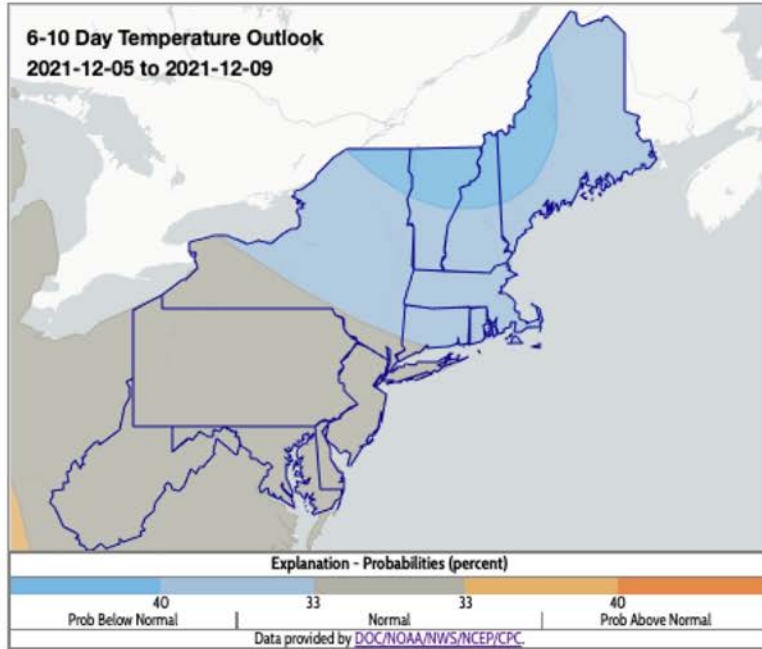 6-10 Day Temperature Outlook
2021-12-05 to 2021-12-09
Explanation - Probabilities (percent)
40 33 33 40
Prob Below Normal Normal Prob Above Normal
Data provided by DOC/NOAA/NWS/NCEP/CPC.